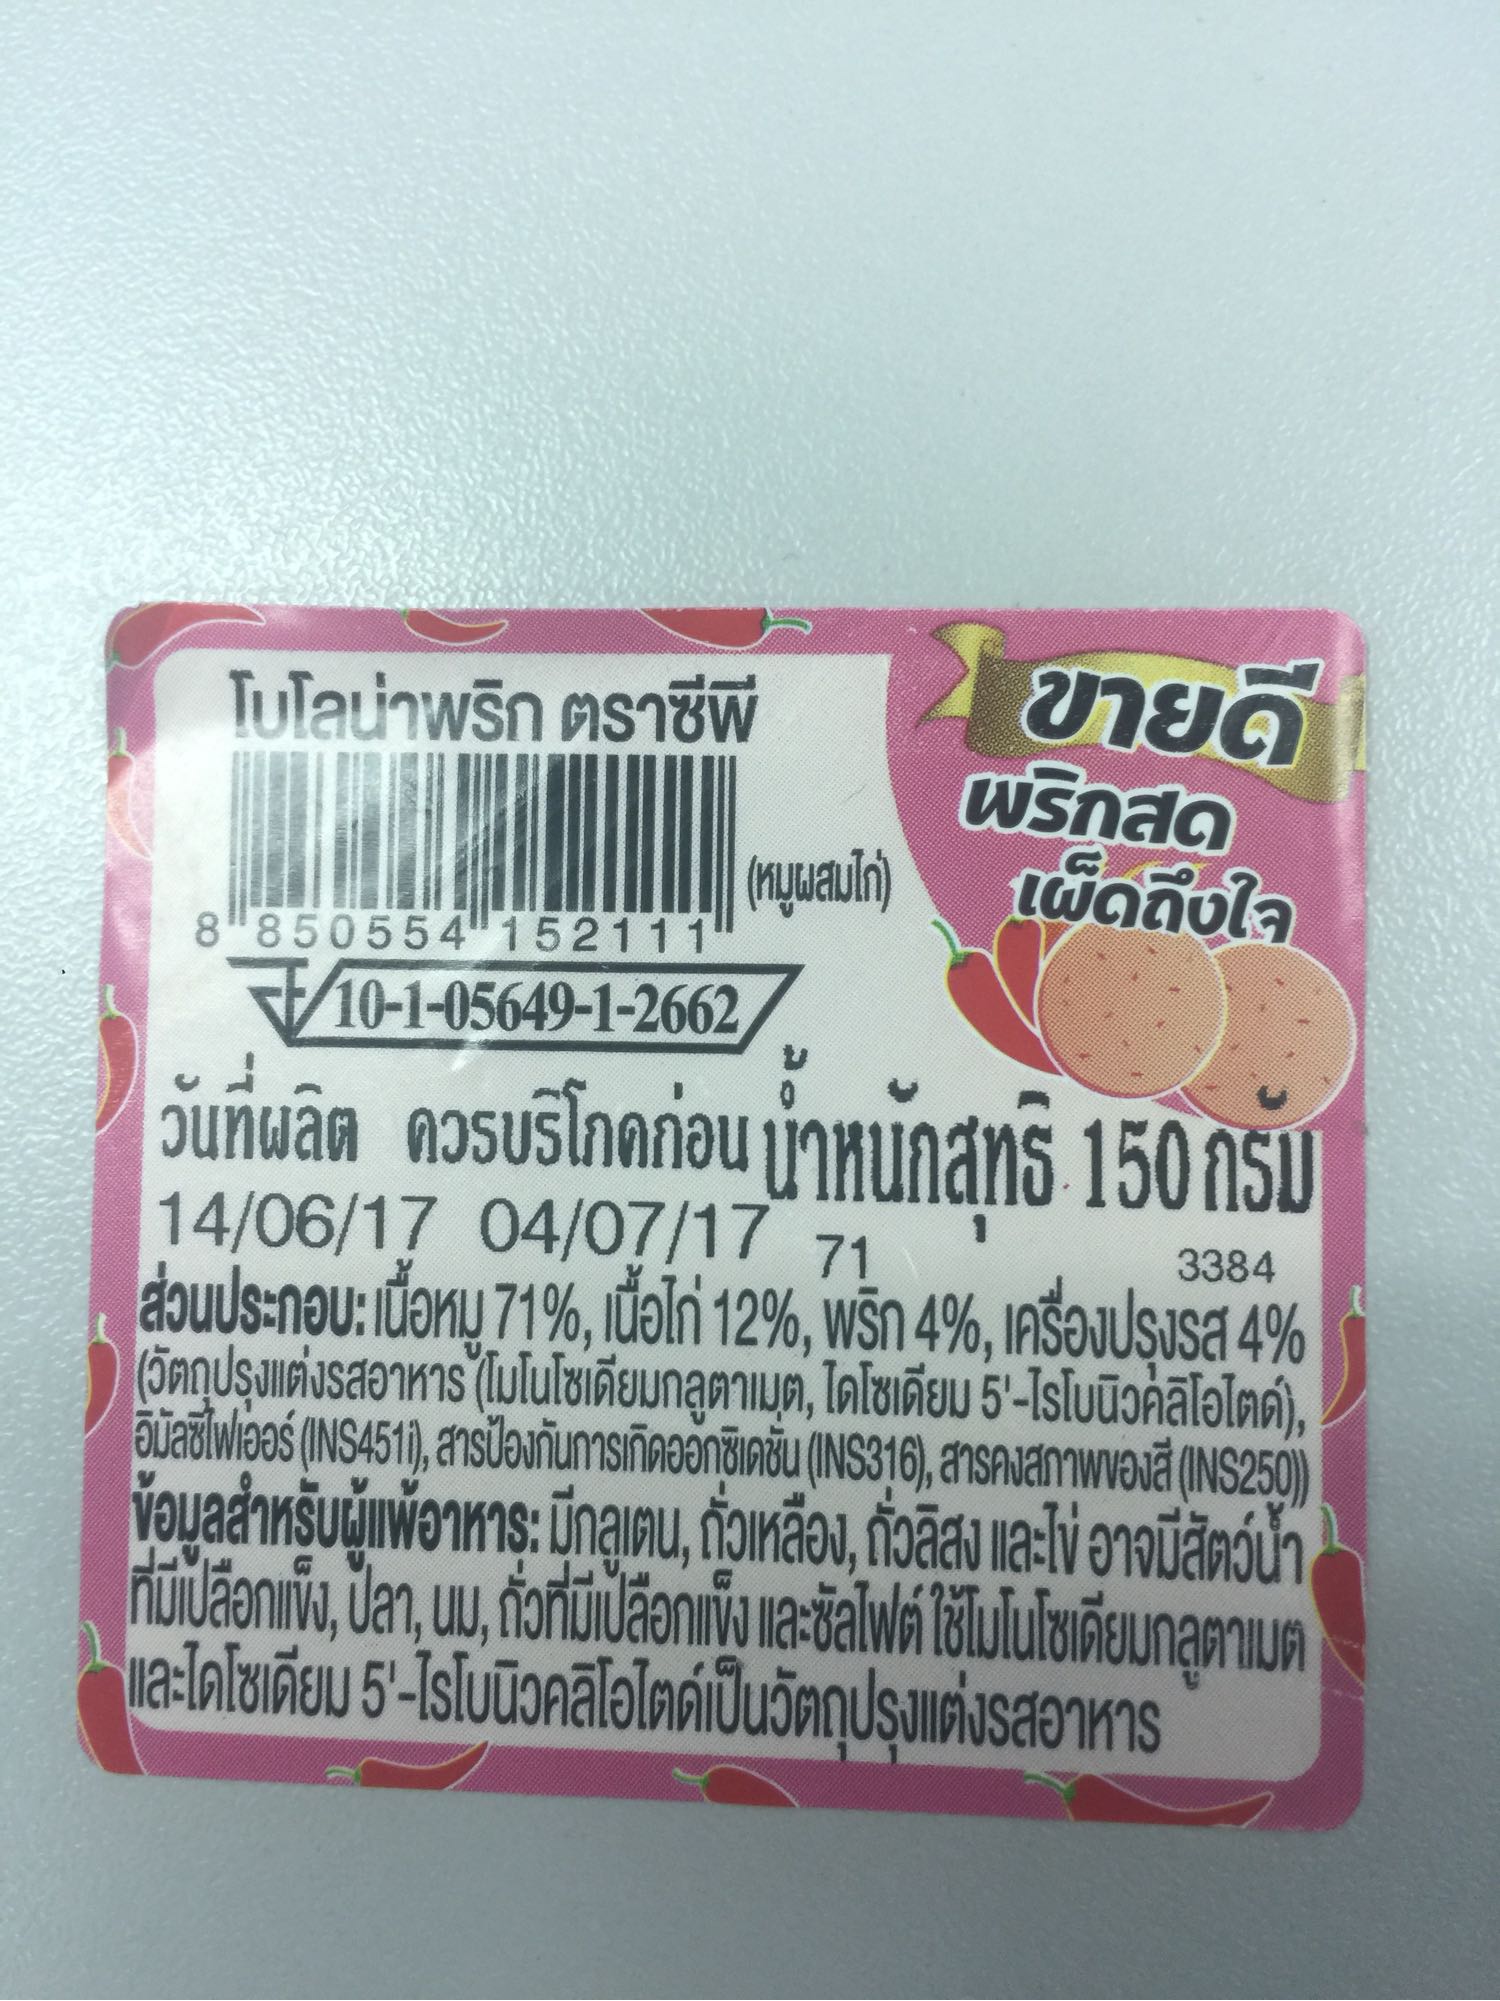 โบโลน่าพริก ตราซีพี
ขายดี
พริกสด
เผ็ดถึงใจ
(หมูผสมไก่)
8 850554 152111
10-1-05649-1-2662
วันที่ผลิต ควรบริโภคก่อน น้ำหนักสุทธิ 150 กรัม
14/06/17 04/07/17 71 3384
ส่วนประกอบ: เนื้อหมู 71%, เนื้อไก่ 12%, พริก 4%, เครื่องปรุงรส 4%
(วัตถุปรุงแต่งรสอาหาร (โมโนโซเดียมกลูตาเมต, ไดโซเดียม 5'-ไรโบนิวคลิโอไตด์),
อิมัลซิไฟเออร์ (INS451i), สารป้องกันการเกิดออกซิเดชั่น (INS316), สารคงสภาพของสี (INS250))
ข้อมูลสำหรับผู้แพ้อาหาร: มีกลูเตน, ถั่วเหลือง, ถั่วลิสง และไข่ อาจมีสัตว์น้ำ
ที่มีเปลือกแข็ง, ปลา, นม, ถั่วที่มีเปลือกแข็ง และซัลไฟต์ ใช้โมโนโซเดียมกลูตาเมต
และไดโซเดียม 5'-ไรโบนิวคลิโอไตด์เป็นวัตถุปรุงแต่งรสอาหาร